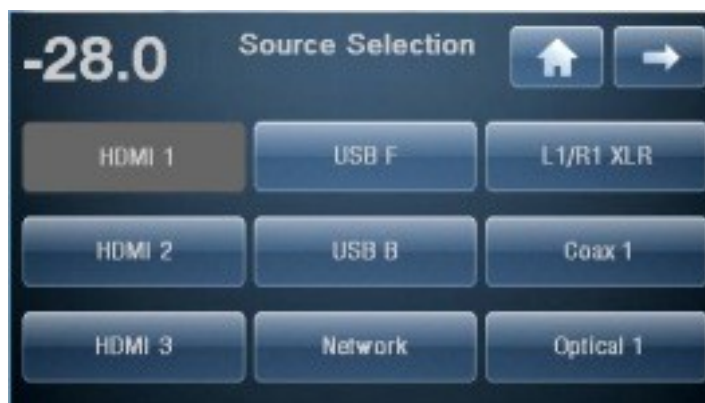 -28.0 Source Selection
HDMI 1 USB F L1/R1 XLR
HDMI 2 USB B Coax 1
HDMI 3 Network Optical 1